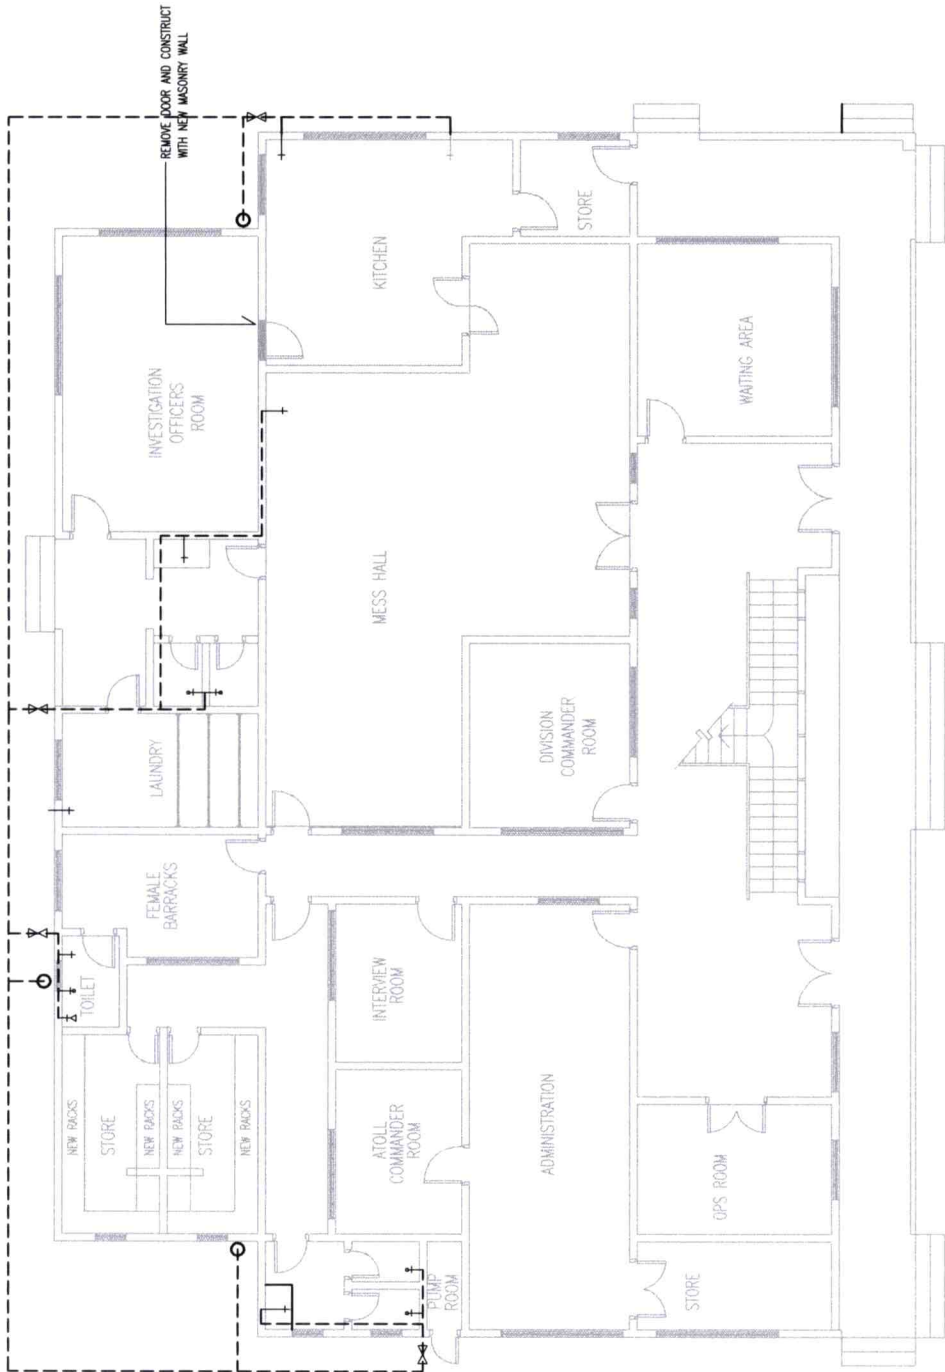 REMOVE DOOR AND CONSTRUCT
WITH NEW MASONRY WALL
NEW RACKS
STORE
NEW RACKS
NEW RACKS
STORE
NEW RACKS
TOILET
FEMALE
BARRACKS
LAUNDRY
INVESTIGATION
OFFICERS
ROOM
PUMP
ROOM
ATOLL
COMMANDER
ROOM
INTERVIEW
ROOM
MESS HALL
KITCHEN
ADMINISTRATION
DIVISION
COMMANDER
ROOM
STORE
STORE
OPS ROOM
WAITING AREA